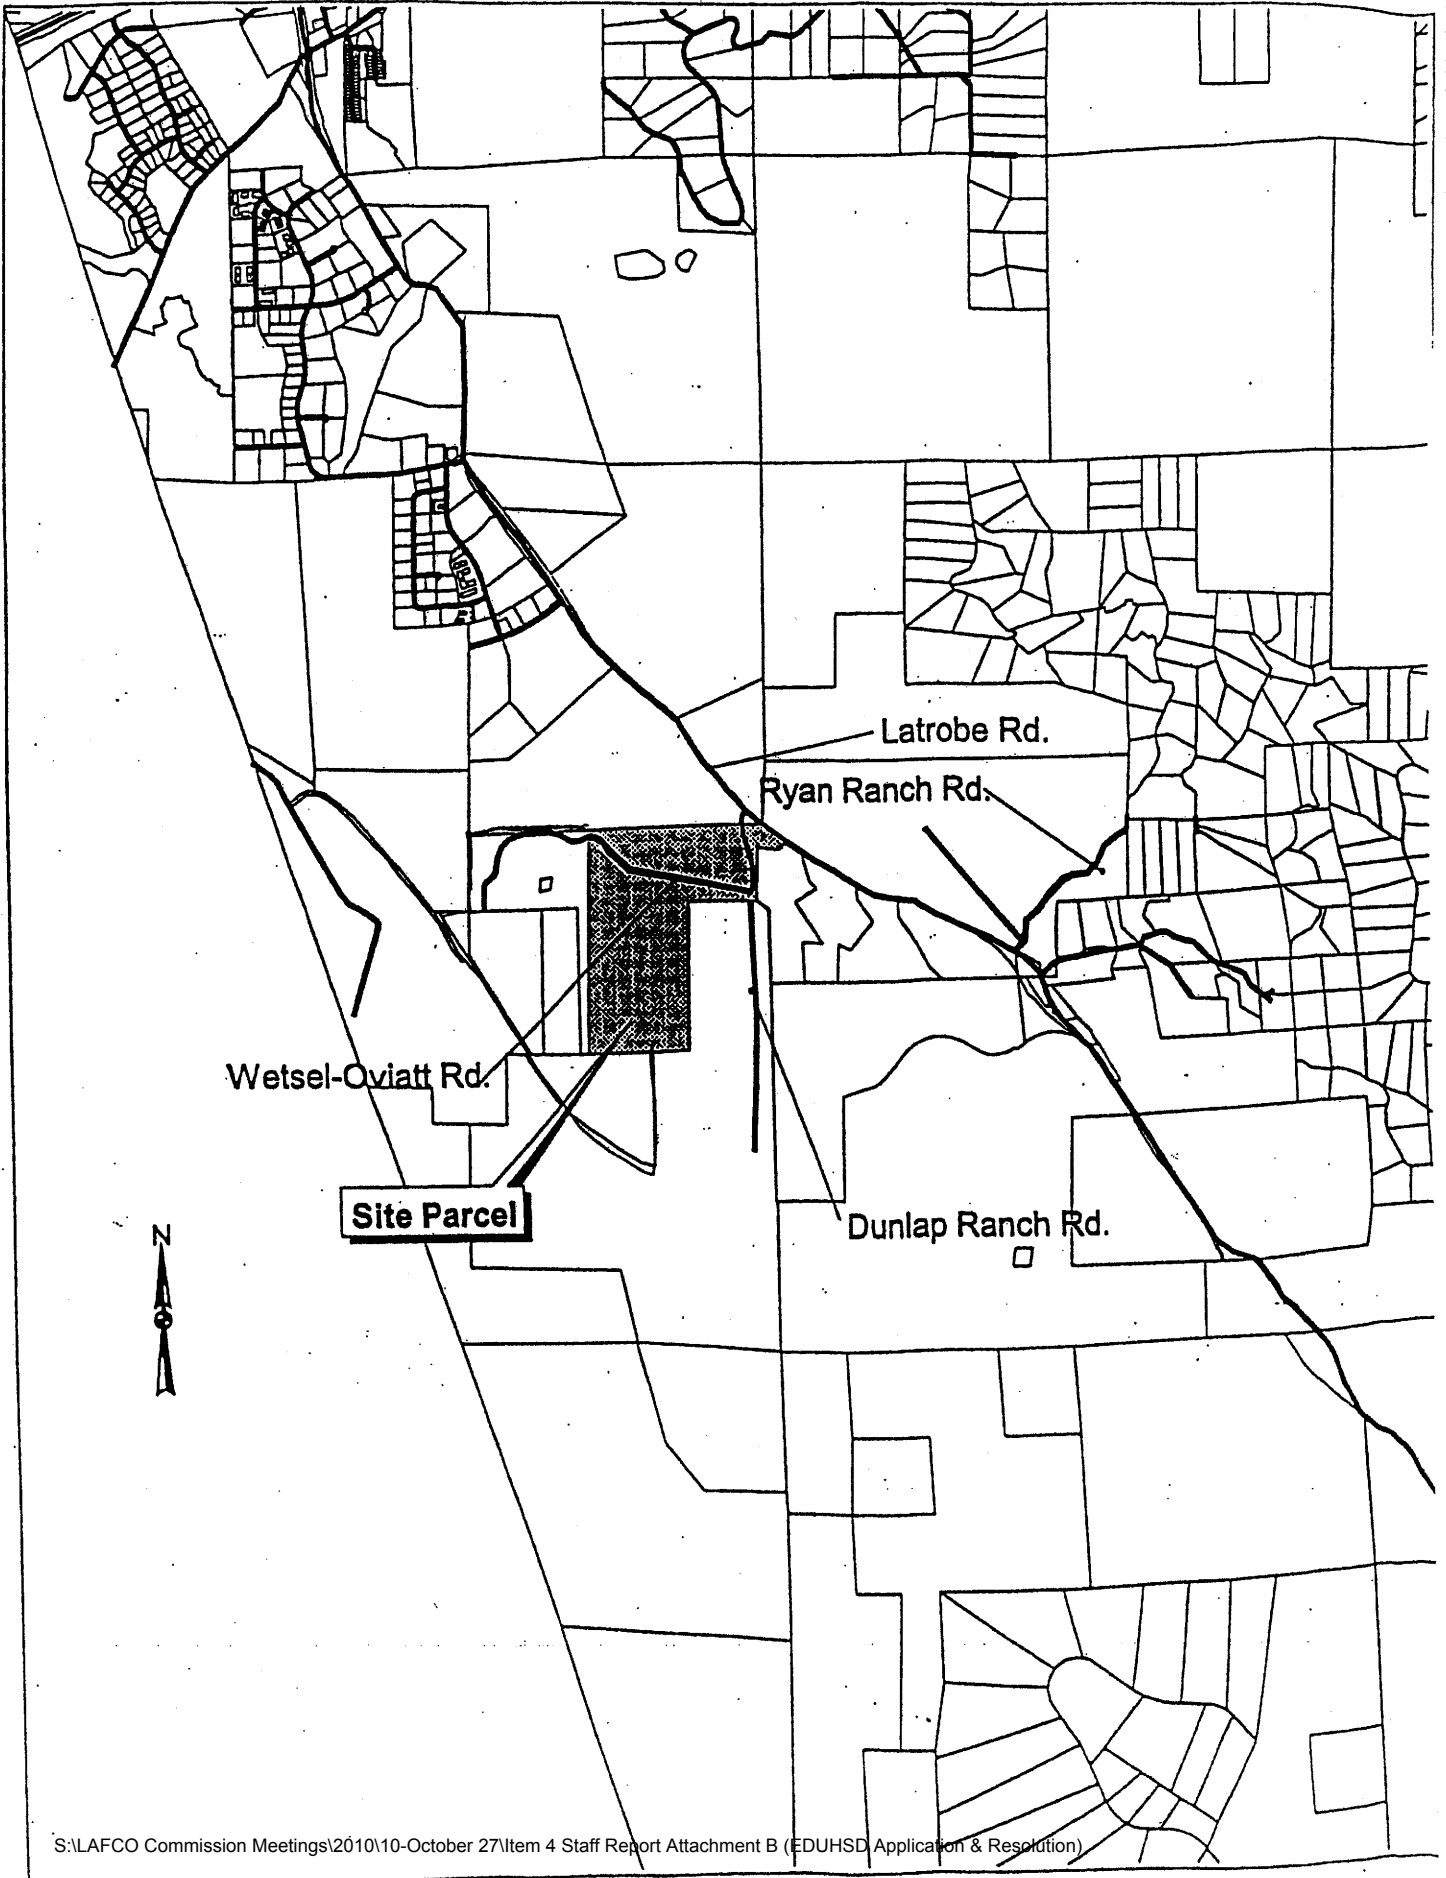 Latrobe Rd.
Ryan Ranch Rd.
Wetsel-Oviatt Rd.
Site Parcel
Dunlap Ranch Rd.
N
S:\LAFCO Commission Meetings\2010\10-October 27\Item 4 Staff Report Attachment B (EDUHSD Application & Resolution)